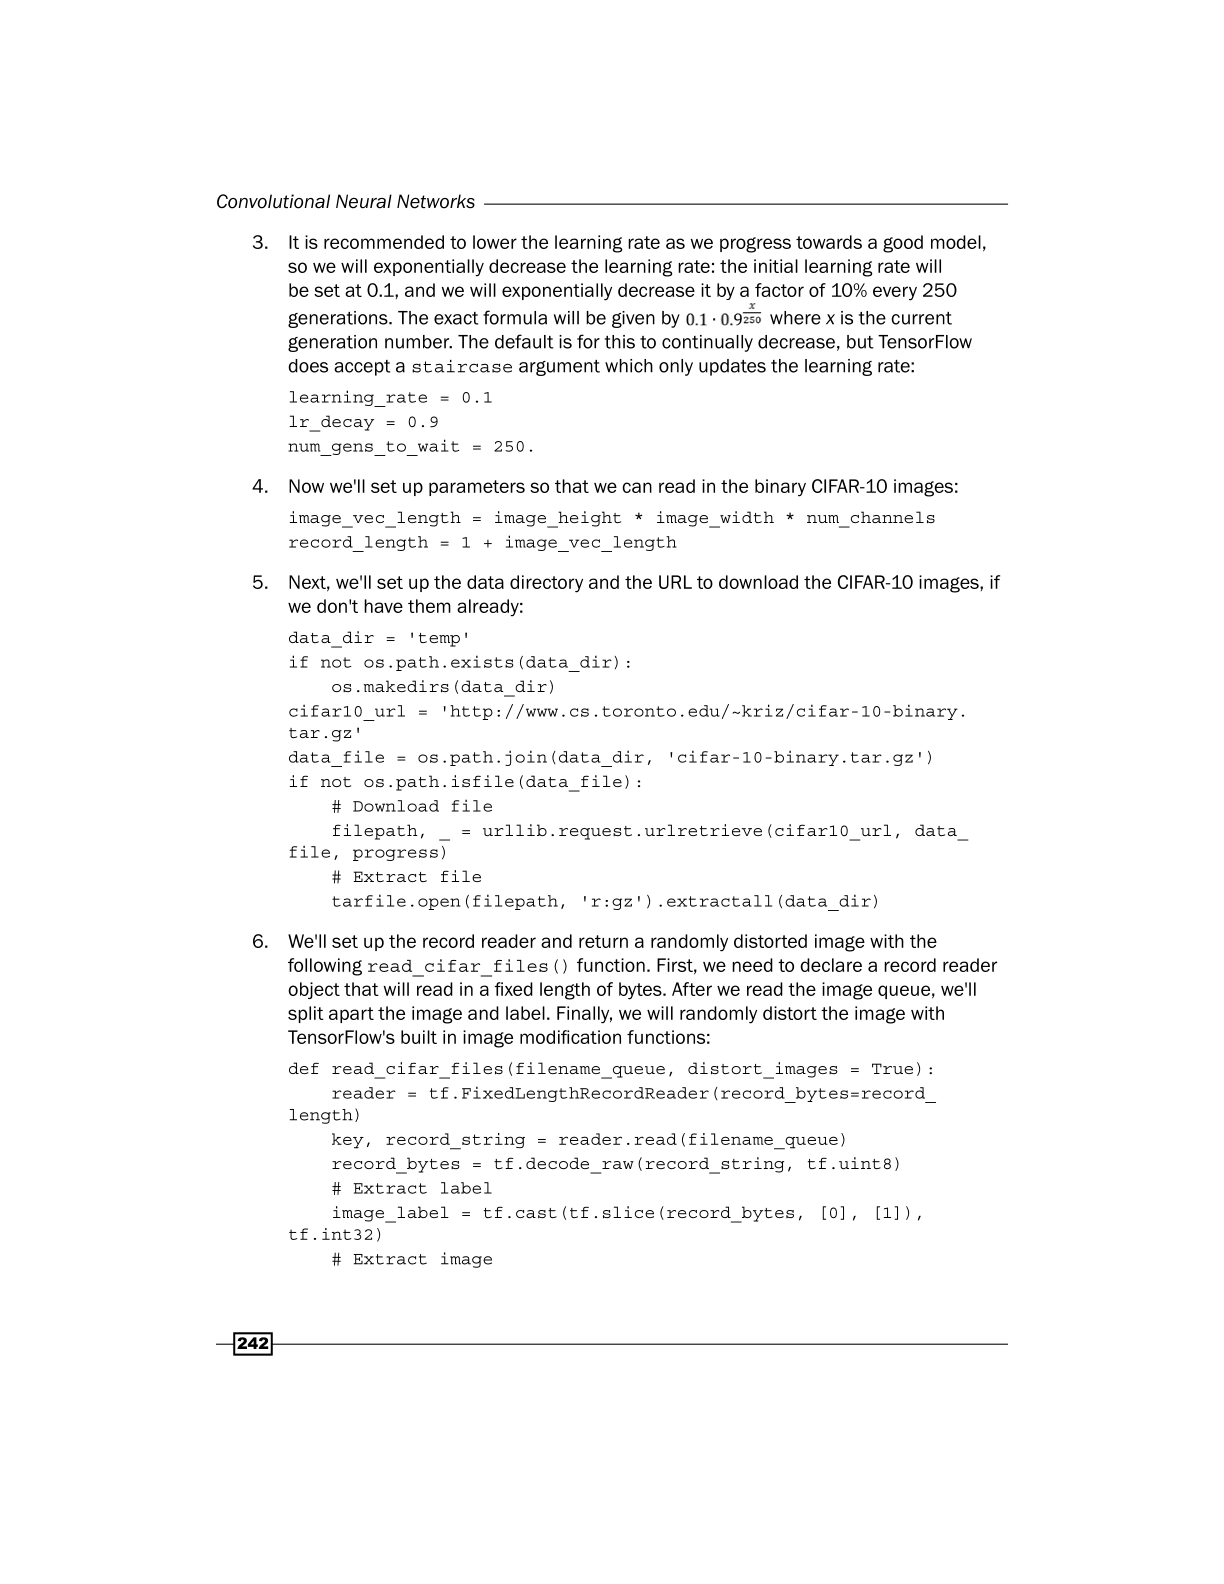 Convolutional Neural Networks
3. It is recommended to lower the learning rate as we progress towards a good model,
so we will exponentially decrease the learning rate: the initial learning rate will
be set at 0.1, and we will exponentially decrease it by a factor of 10% every 250
generations. The exact formula will be given by 0.1 · 0.9^(x/250) where x is the current
generation number. The default is for this to continually decrease, but TensorFlow
does accept a staircase argument which only updates the learning rate:
learning_rate = 0.1
lr_decay = 0.9
num_gens_to_wait = 250.
4. Now we'll set up parameters so that we can read in the binary CIFAR-10 images:
image_vec_length = image_height * image_width * num_channels
record_length = 1 + image_vec_length
5. Next, we'll set up the data directory and the URL to download the CIFAR-10 images, if
we don't have them already:
data_dir = 'temp'
if not os.path.exists(data_dir):
    os.makedirs(data_dir)
cifar10_url = 'http://www.cs.toronto.edu/~kriz/cifar-10-binary.
tar.gz'
data_file = os.path.join(data_dir, 'cifar-10-binary.tar.gz')
if not os.path.isfile(data_file):
    # Download file
    filepath, _ = urllib.request.urlretrieve(cifar10_url, data_
file, progress)
    # Extract file
    tarfile.open(filepath, 'r:gz').extractall(data_dir)
6. We'll set up the record reader and return a randomly distorted image with the
following read_cifar_files() function. First, we need to declare a record reader
object that will read in a fixed length of bytes. After we read the image queue, we'll
split apart the image and label. Finally, we will randomly distort the image with
TensorFlow's built in image modification functions:
def read_cifar_files(filename_queue, distort_images = True):
    reader = tf.FixedLengthRecordReader(record_bytes=record_
length)
    key, record_string = reader.read(filename_queue)
    record_bytes = tf.decode_raw(record_string, tf.uint8)
    # Extract label
    image_label = tf.cast(tf.slice(record_bytes, [0], [1]),
tf.int32)
    # Extract image
242